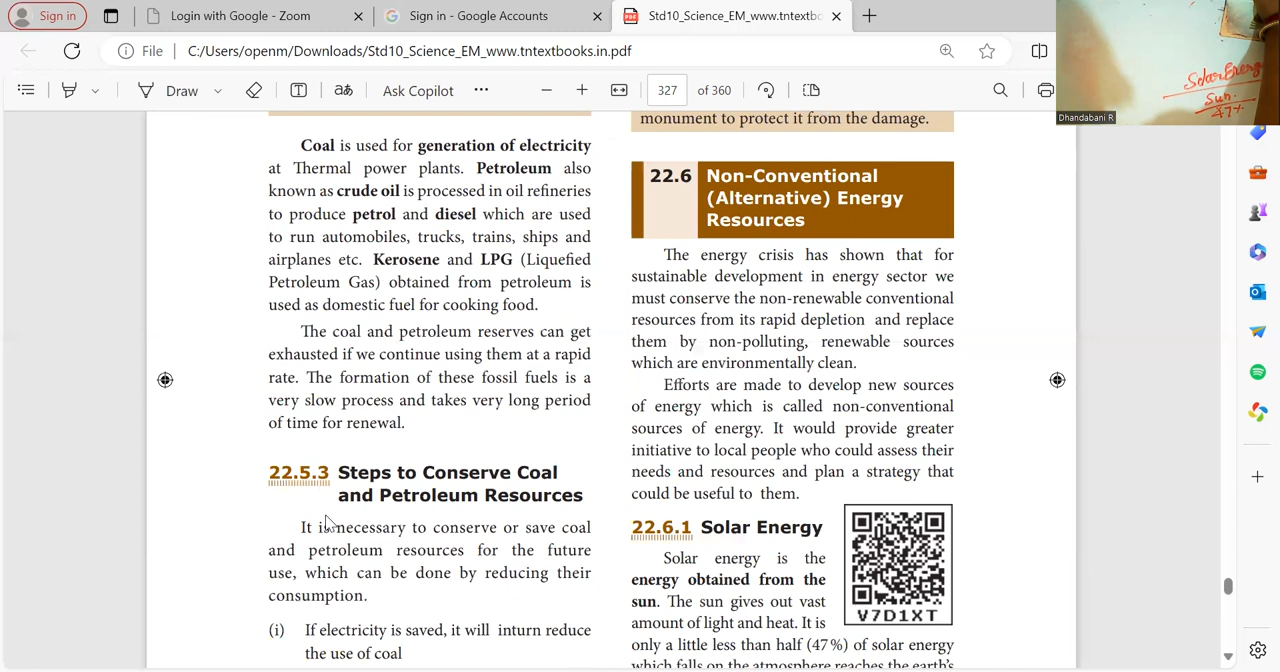 Sign in
Login with Google - Zoom
Sign in - Google Accounts
Std10_Science_EM_www.tntextbc
File
C:/Users/openm/Downloads/Std10_Science_EM_www.tntextbooks.in.pdf
Draw
Ask Copilot
327
of 360
Solar Energy
Sun
47%
Dhandabani R
Coal is used for generation of electricity
at Thermal power plants. Petroleum also
known as crude oil is processed in oil refineries
to produce petrol and diesel which are used
to run automobiles, trucks, trains, ships and
airplanes etc. Kerosene and LPG (Liquefied
Petroleum Gas) obtained from petroleum is
used as domestic fuel for cooking food.
The coal and petroleum reserves can get
exhausted if we continue using them at a rapid
rate. The formation of these fossil fuels is a
very slow process and takes very long period
of time for renewal.
22.5.3 Steps to Conserve Coal
and Petroleum Resources
It is necessary to conserve or save coal
and petroleum resources for the future
use, which can be done by reducing their
consumption.
(i) If electricity is saved, it will inturn reduce
the use of coal
monument to protect it from the damage.
22.6 Non-Conventional
(Alternative) Energy
Resources
The energy crisis has shown that for
sustainable development in energy sector we
must conserve the non-renewable conventional
resources from its rapid depletion and replace
them by non-polluting, renewable sources
which are environmentally clean.
Efforts are made to develop new sources
of energy which is called non-conventional
sources of energy. It would provide greater
initiative to local people who could assess their
needs and resources and plan a strategy that
could be useful to them.
22.6.1 Solar Energy
Solar energy is the
energy obtained from the
sun. The sun gives out vast
amount of light and heat. It is
only a little less than half (47%) of solar energy
which falls on the atmosphere reaches the earth's
V7D1XT